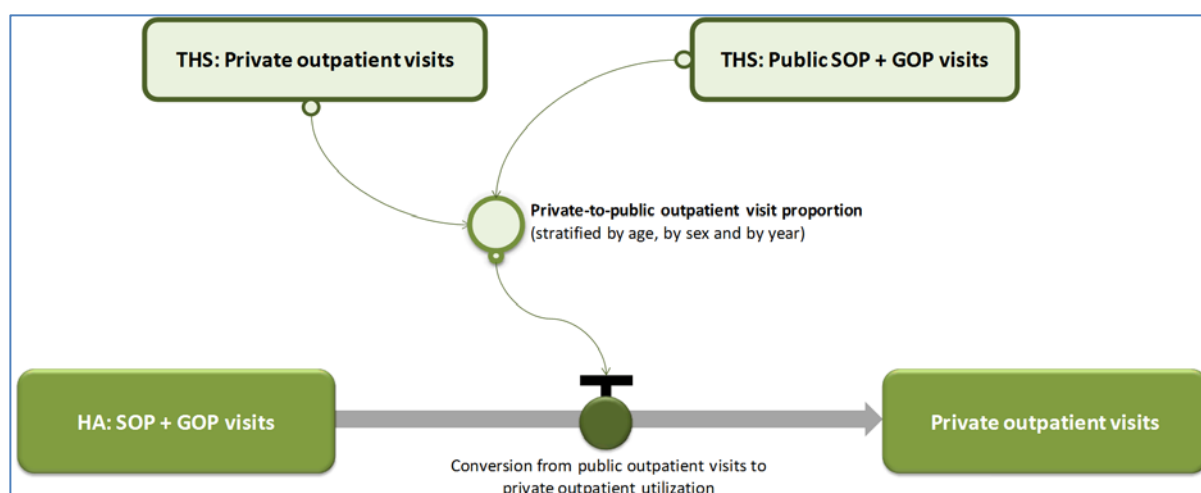 THS: Private outpatient visits
THS: Public SOP + GOP visits
Private-to-public outpatient visit proportion
(stratified by age, by sex and by year)
HA: SOP + GOP visits
Private outpatient visits
Conversion from public outpatient visits to
private outpatient utilization